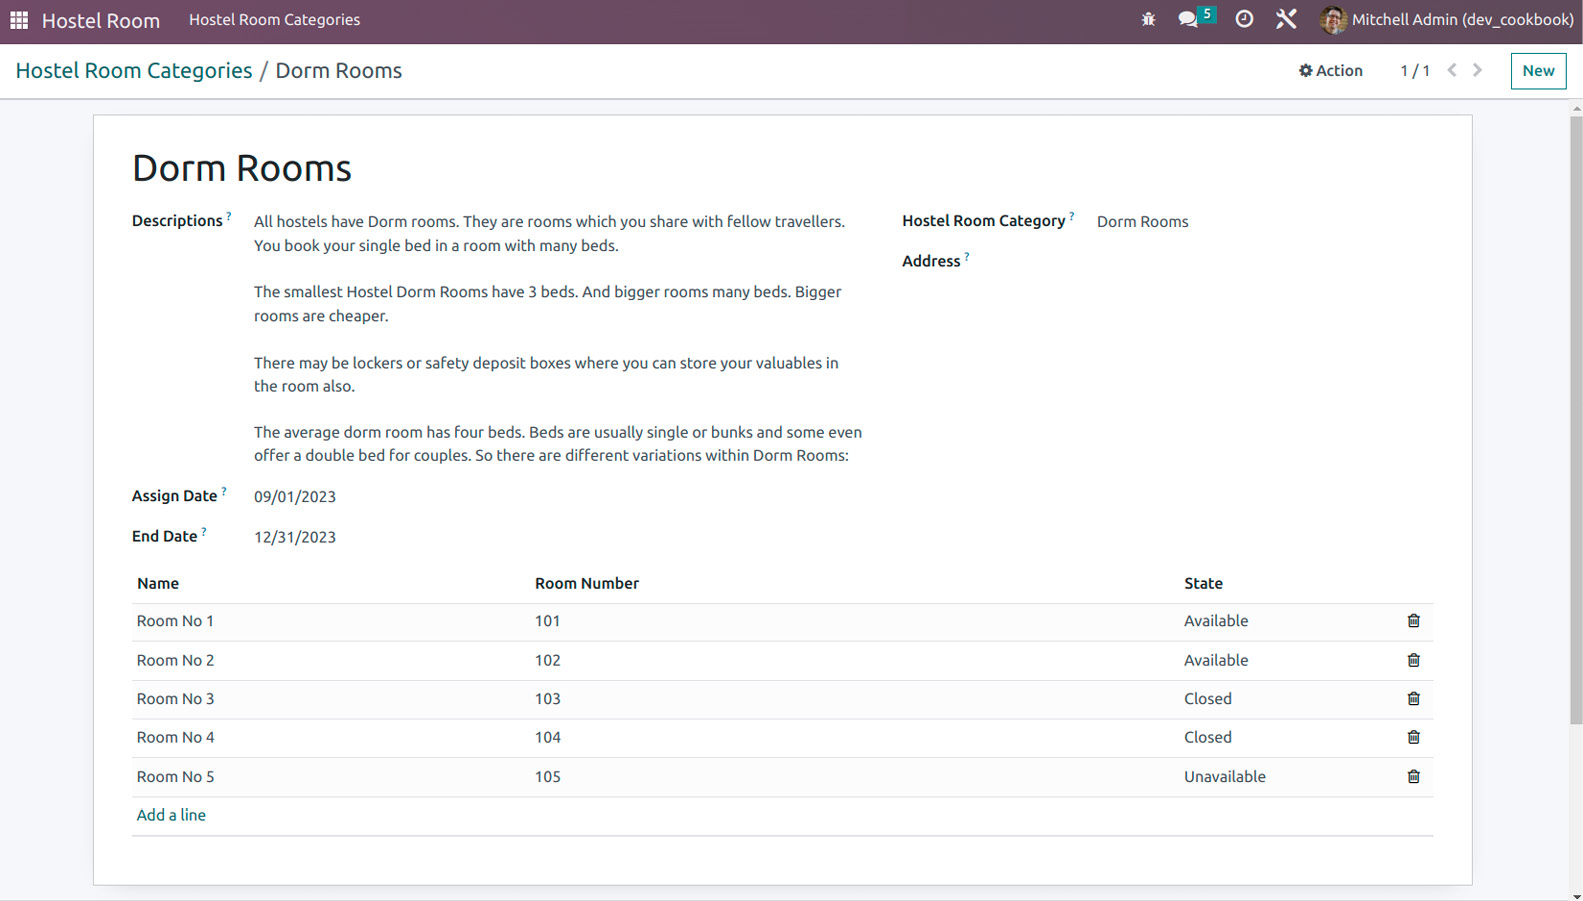 Hostel Room Hostel Room Categories 5 Mitchell Admin (dev_cookbook)
Hostel Room Categories / Dorm Rooms Action 1 / 1 New
Dorm Rooms
Descriptions ? All hostels have Dorm rooms. They are rooms which you share with fellow travellers. Hostel Room Category ? Dorm Rooms
You book your single bed in a room with many beds.
Address ?
The smallest Hostel Dorm Rooms have 3 beds. And bigger rooms many beds. Bigger
rooms are cheaper.
There may be lockers or safety deposit boxes where you can store your valuables in
the room also.
The average dorm room has four beds. Beds are usually single or bunks and some even
offer a double bed for couples. So there are different variations within Dorm Rooms:
Assign Date ? 09/01/2023
End Date ? 12/31/2023
Name Room Number State
Room No 1 101 Available
Room No 2 102 Available
Room No 3 103 Closed
Room No 4 104 Closed
Room No 5 105 Unavailable
Add a line